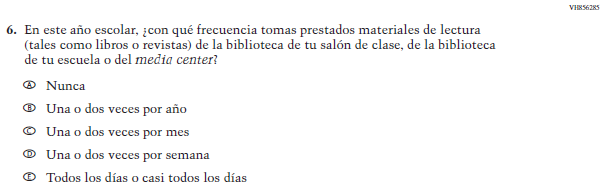 VH856285
6. En este año escolar, ¿con qué frecuencia tomas prestados materiales de lectura
(tales como libros o revistas) de la biblioteca de tu salón de clase, de la biblioteca
de tu escuela o del media center?
A Nunca
B Una o dos veces por año
C Una o dos veces por mes
D Una o dos veces por semana
E Todos los días o casi todos los días